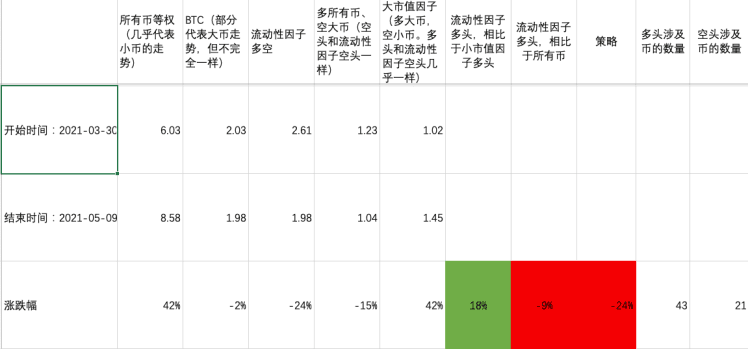 所有币等权
（几乎代表
小币的走
势）
BTC（部分
代表大币走
势，但不完
全一样）
流动性因子
多空
多所有币、
空大币（空
头和流动性
因子空头一
样）
大市值因子
（多大币，
空小币。多
头和流动性
因子空头几
乎一样）
流动性因子
多头，相比
于小市值因
子多头
流动性因子
多头，相比
于所有币
策略
多头涉及
币的数量
空头涉及
币的数量
开始时间：2021-03-30 6.03 2.03 2.61 1.23 1.02
结束时间：2021-05-09 8.58 1.98 1.98 1.04 1.45
涨跌幅 42% -2% -24% -15% 42% 18% -9% -24% 43 21